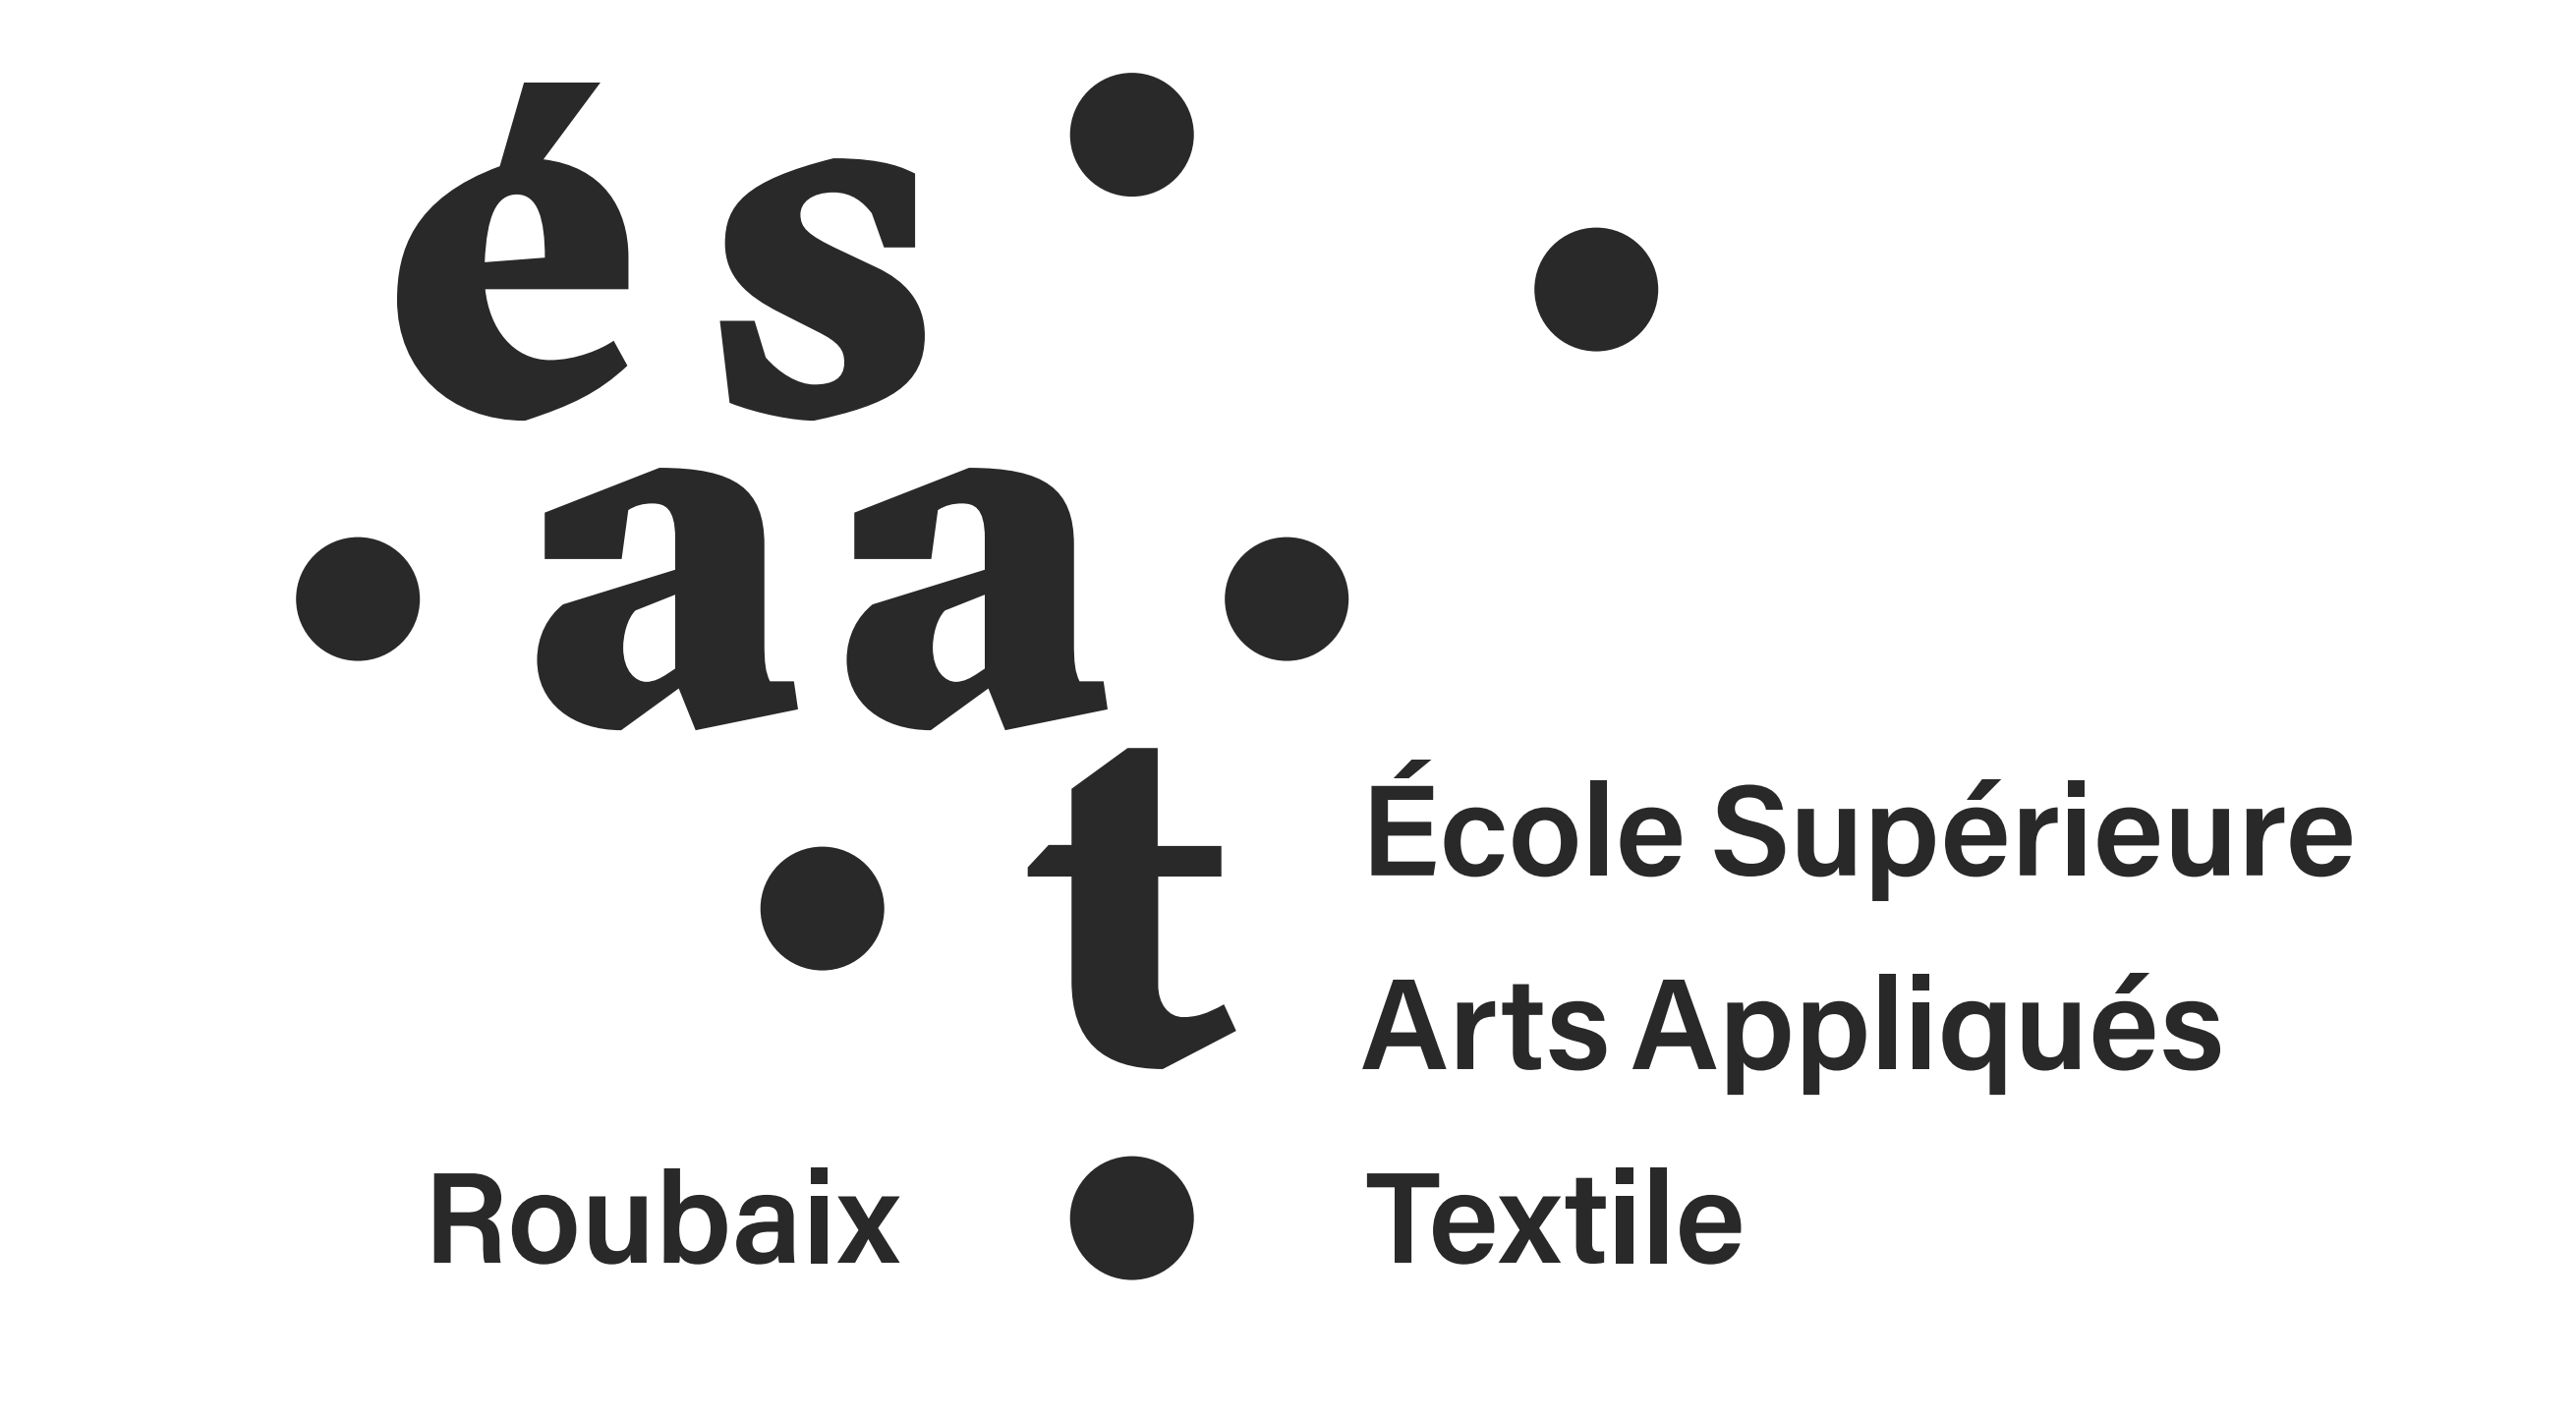 és
aa
t
École Supérieure
Arts Appliqués
Roubaix
Textile